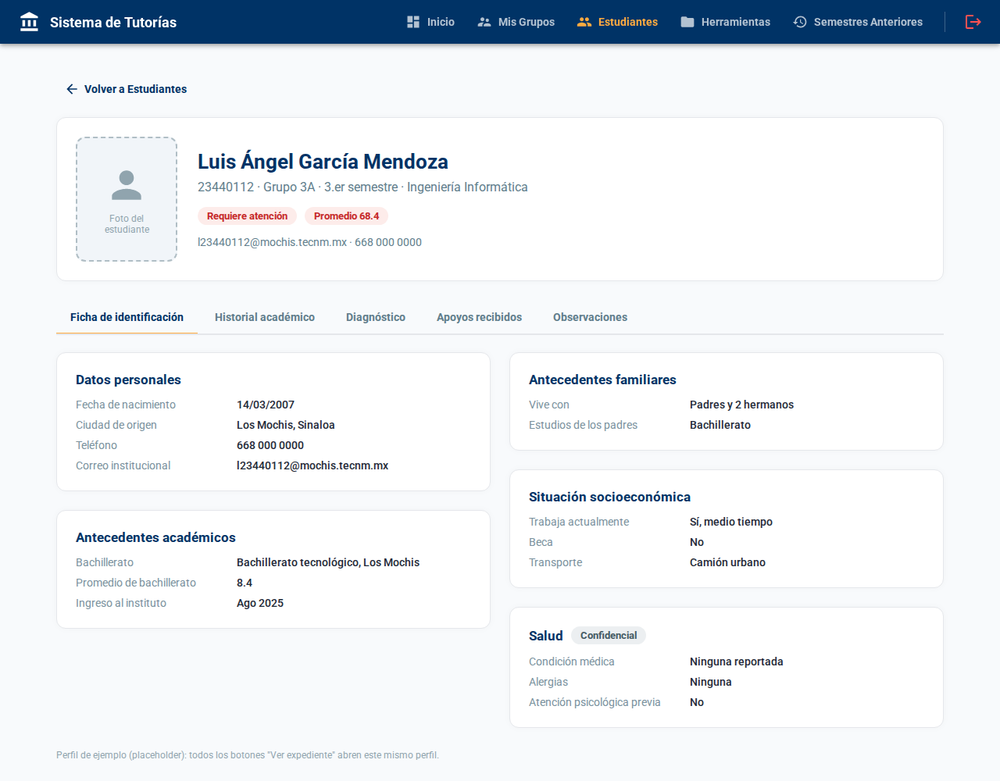 Sistema de Tutorías
Inicio
Mis Grupos
Estudiantes
Herramientas
Semestres Anteriores
Volver a Estudiantes
Foto del
estudiante
Luis Ángel García Mendoza
23440112 · Grupo 3A · 3.er semestre · Ingeniería Informática
Requiere atención
Promedio 68.4
l23440112@mochis.tecnm.mx · 668 000 0000
Ficha de identificación
Historial académico
Diagnóstico
Apoyos recibidos
Observaciones
Datos personales
Fecha de nacimiento 14/03/2007
Ciudad de origen Los Mochis, Sinaloa
Teléfono 668 000 0000
Correo institucional l23440112@mochis.tecnm.mx
Antecedentes académicos
Bachillerato Bachillerato tecnológico, Los Mochis
Promedio de bachillerato 8.4
Ingreso al instituto Ago 2025
Antecedentes familiares
Vive con Padres y 2 hermanos
Estudios de los padres Bachillerato
Situación socioeconómica
Trabaja actualmente Sí, medio tiempo
Beca No
Transporte Camión urbano
Salud Confidencial
Condición médica Ninguna reportada
Alergias Ninguna
Atención psicológica previa No
Perfil de ejemplo (placeholder): todos los botones "Ver expediente" abren este mismo perfil.